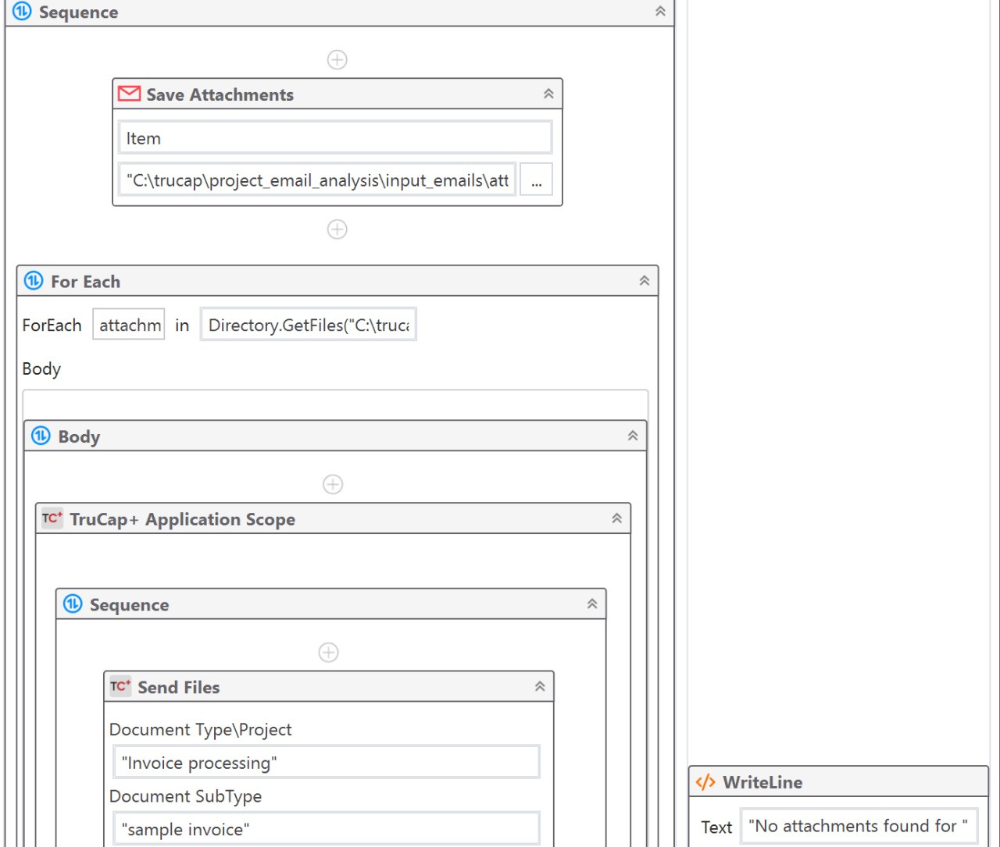 Sequence
Save Attachments
Item
"C:\trucap\project_email_analysis\input_emails\att
...
For Each
ForEach attachm in Directory.GetFiles("C:\truca
Body
Body
TC+ TruCap+ Application Scope
Sequence
TC+ Send Files
Document Type\Project
"Invoice processing"
Document SubType
"sample invoice"
</> WriteLine
Text "No attachments found for "